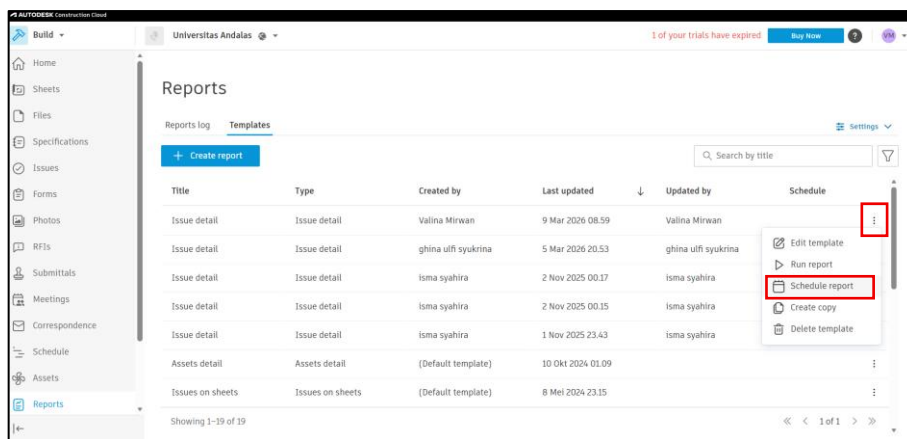 AUTODESK Construction Cloud
Build
Universitas Andalas
1 of your trials have expired
Buy Now
?
VM
Home
Sheets
Files
Specifications
Issues
Forms
Photos
RFIs
Submittals
Meetings
Correspondence
Schedule
Assets
Reports
Reports
Reports log Templates
Settings
+ Create report
Search by title
Title Type Created by Last updated Updated by Schedule
Issue detail Issue detail Valina Mirwan 9 Mar 2026 08.59 Valina Mirwan
Issue detail Issue detail ghina ulfi syukrina 5 Mar 2026 20.53 ghina ulfi syukrina
Issue detail Issue detail isma syahira 2 Nov 2025 00.17 isma syahira
Issue detail Issue detail isma syahira 2 Nov 2025 00.15 isma syahira
Issue detail Issue detail isma syahira 1 Nov 2025 23.43 isma syahira
Assets detail Assets detail (Default template) 10 Okt 2024 01.09
Issues on sheets Issues on sheets (Default template) 8 Mei 2024 23.15
Edit template
Run report
Schedule report
Create copy
Delete template
Showing 1-19 of 19
1 of 1